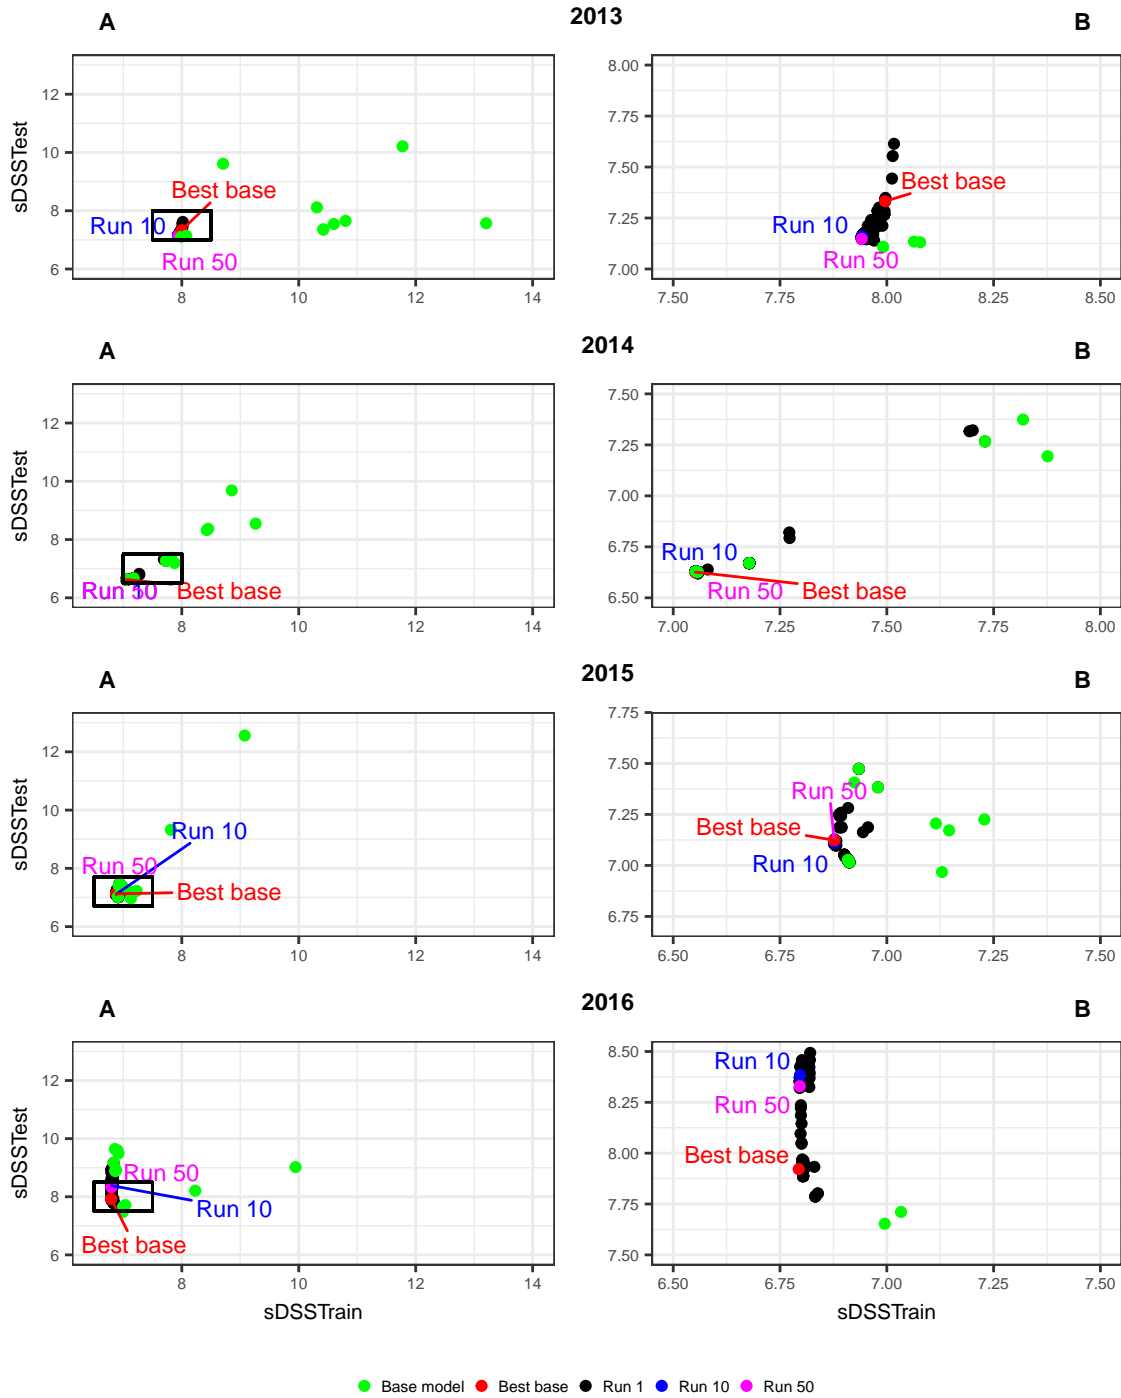 2013
A
B
sDSSTest
12
10
8
6
Best base
Run 10
Run 50
8
10
12
14
8.00
7.75
7.50
7.25
7.00
Best base
Run 10
Run 50
7.50
7.75
8.00
8.25
8.50
2014
A
B
sDSSTest
12
10
8
6
Run 10
Run 50
Best base
8
10
12
14
7.50
7.25
7.00
6.75
6.50
Run 10
Run 50
Best base
7.00
7.25
7.50
7.75
8.00
2015
A
B
sDSSTest
12
10
8
6
Run 10
Run 50
Best base
8
10
12
14
7.75
7.50
7.25
7.00
6.75
Run 50
Best base
Run 10
6.50
6.75
7.00
7.25
7.50
2016
A
B
sDSSTest
12
10
8
6
Run 50
Run 10
Best base
8
10
12
14
sDSSTrain
8.50
8.25
8.00
7.75
7.50
Run 10
Run 50
Best base
6.50
6.75
7.00
7.25
7.50
sDSSTrain
Base model Best base Run 1 Run 10 Run 50